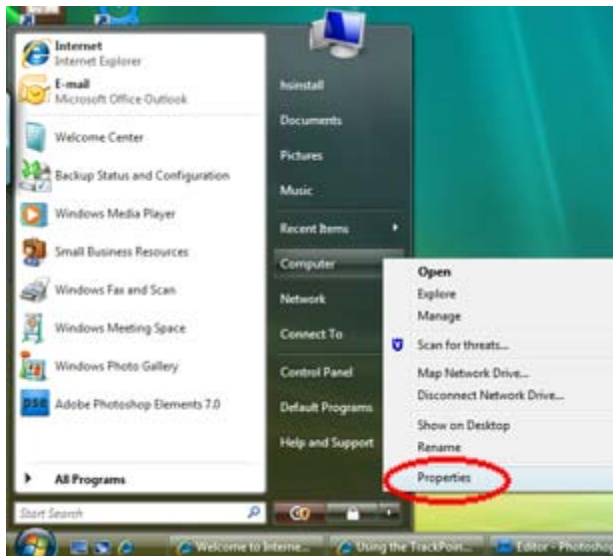 Internet
Internet Explorer
E-mail
Microsoft Office Outlook
Welcome Center
Backup Status and Configuration
Windows Media Player
Small Business Resources
Windows Fax and Scan
Windows Meeting Space
Windows Photo Gallery
PSE Adobe Photoshop Elements 7.0
All Programs
Start Search
hsinstall
Documents
Pictures
Music
Recent Items
Computer
Network
Connect To
Control Panel
Default Programs
Help and Support
Open
Explore
Manage
Scan for threats...
Map Network Drive...
Disconnect Network Drive...
Show on Desktop
Rename
Properties
Welcome to Interne...
Using the TrackPoin...
Editor - Photosho